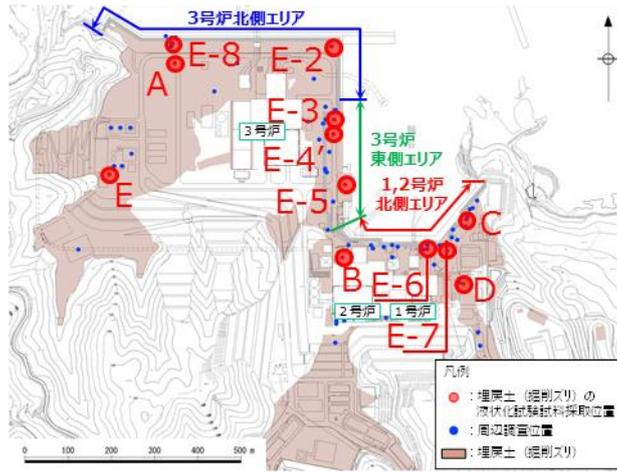 3号炉北側エリア
E-8
E-2
A
E-3
3号炉
E-4'
3号炉
東側エリア
E
E-5
1,2号炉
北側エリア
C
B
E-6
D
2号炉
1号炉
E-7
凡例
:埋戻土(掘削ズリ)の
液状化試験試料採取位置
:周辺調査位置
:埋戻土(掘削ズリ)
0 100 200 300 400 500 m